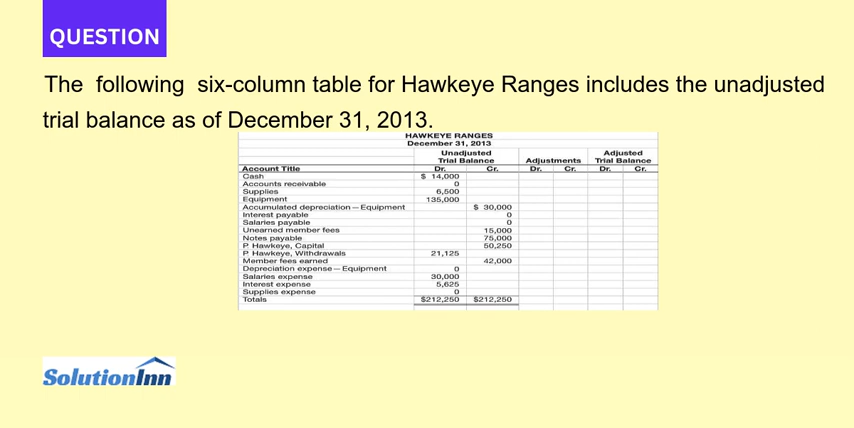 QUESTION
The following six-column table for Hawkeye Ranges includes the unadjusted
trial balance as of December 31, 2013.
HAWKEYE RANGES
December 31, 2013
Unadjusted Adjusted
Trial Balance Adjustments Trial Balance
Account Title Dr. Cr. Dr. Cr. Dr. Cr.
Cash $ 14,000
Accounts receivable 0
Supplies 6,500
Equipment 135,000
Accumulated depreciation—Equipment $ 30,000
Interest payable 0
Salaries payable 0
Unearned member fees 15,000
Notes payable 75,000
P. Hawkeye, Capital 50,250
P. Hawkeye, Withdrawals 21,125
Member fees earned 42,000
Depreciation expense—Equipment 0
Salaries expense 30,000
Interest expense 5,625
Supplies expense 0
Totals $212,250 $212,250
SolutionInn